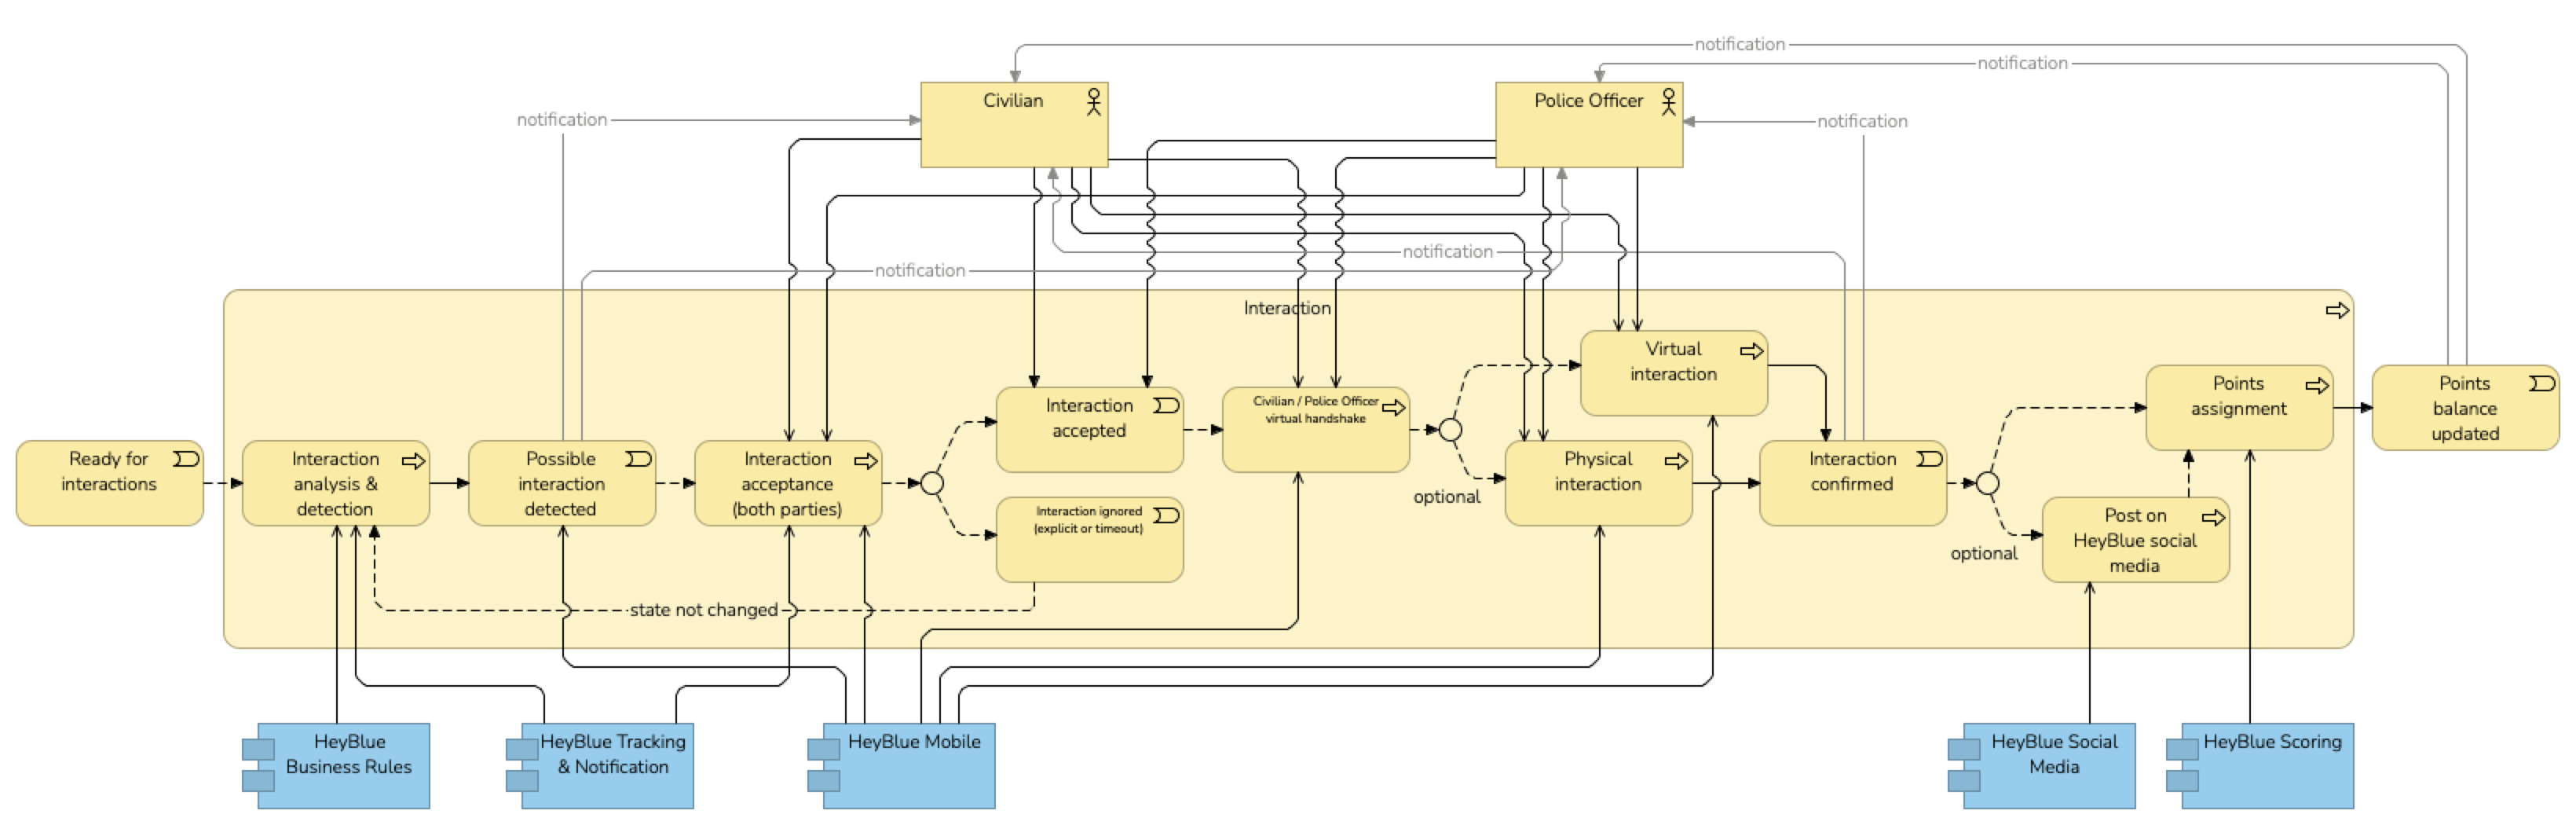 notification
notification
Civilian
Police Officer
notification
notification
notification
notification
Interaction
Virtual
interaction
Points
assignment
Points
balance
updated
Interaction
accepted
Civilian / Police Officer
virtual handshake
Ready for
interactions
Interaction
analysis &
detection
Possible
interaction
detected
Interaction
acceptance
(both parties)
Physical
interaction
Interaction
confirmed
optional
Interaction ignored
(explicit or timeout)
Post on
HeyBlue social
media
optional
state not changed
HeyBlue
Business Rules
HeyBlue Tracking
& Notification
HeyBlue Mobile
HeyBlue Social
Media
HeyBlue Scoring